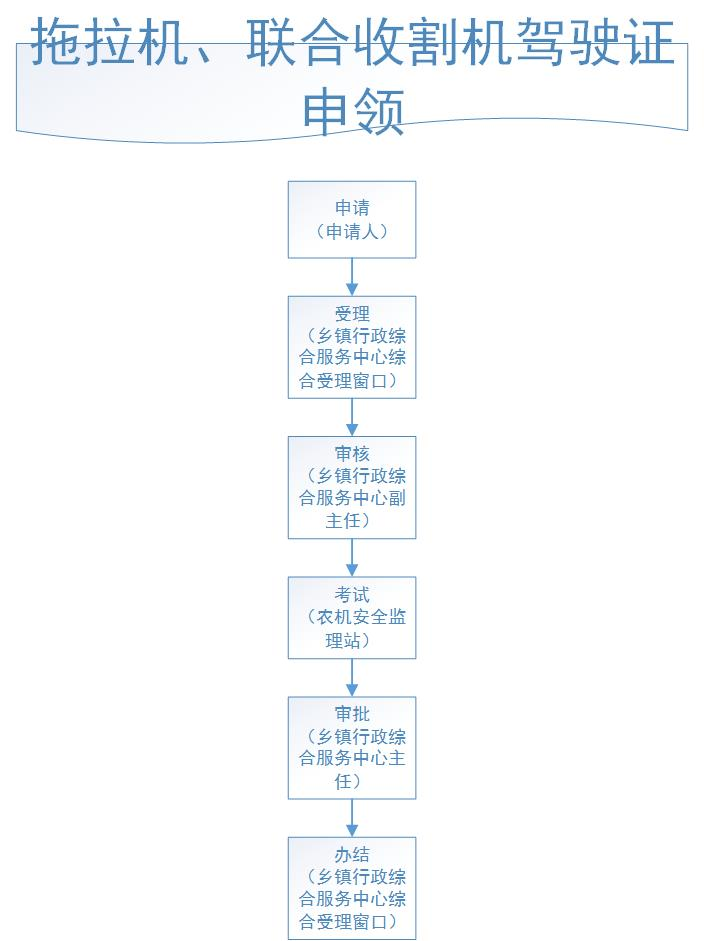 拖拉机、联合收割机驾驶证
申领
申请
（申请人）
受理
（乡镇行政综
合服务中心综
合受理窗口）
审核
（乡镇行政综
合服务中心副
主任）
考试
（农机安全监
理站）
审批
（乡镇行政综
合服务中心主
任）
办结
（乡镇行政综
合服务中心综
合受理窗口）